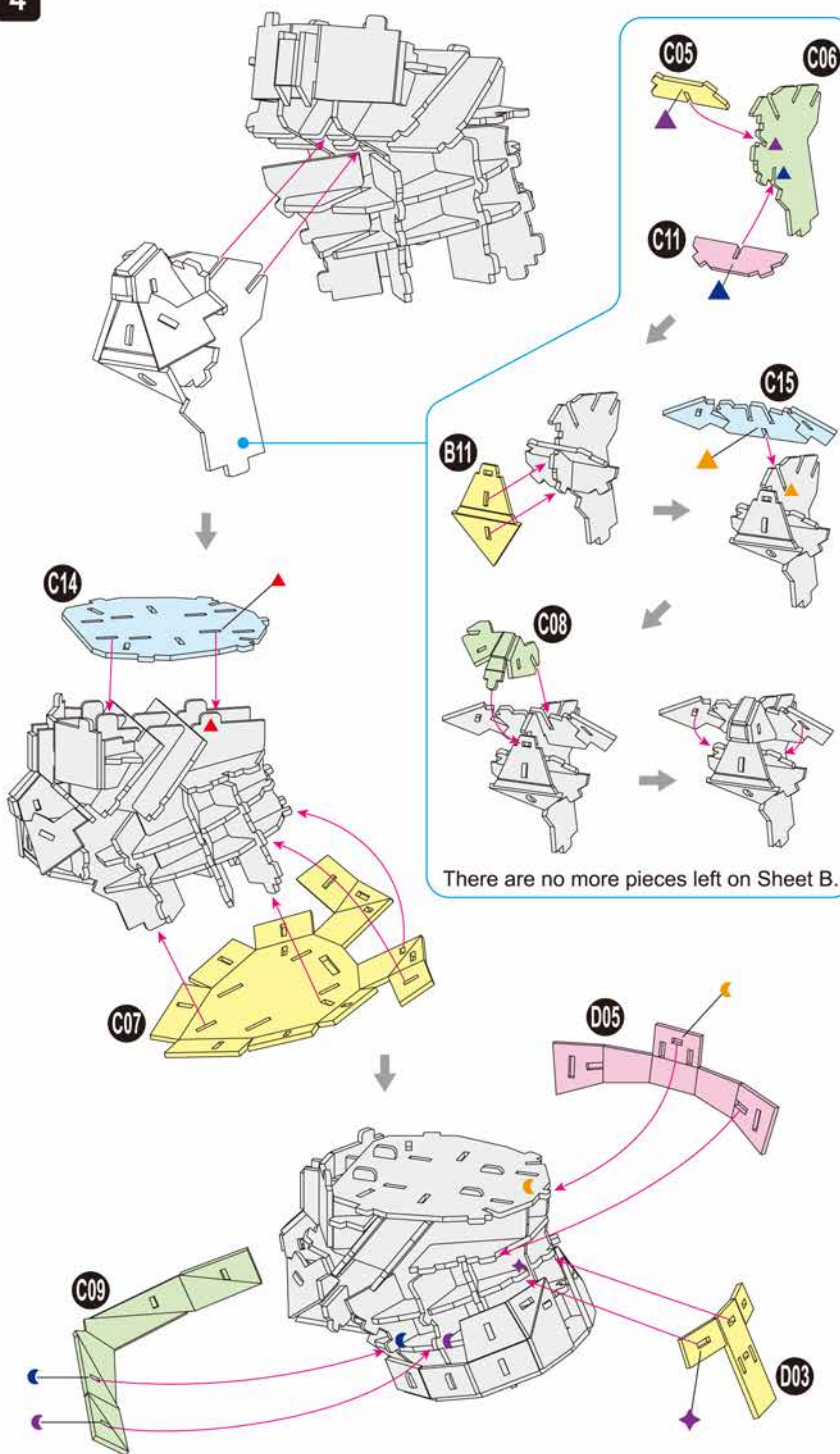 4
C05
C06
C11
C15
B11
C08
There are no more pieces left on Sheet B.
C14
C07
D05
C09
D03